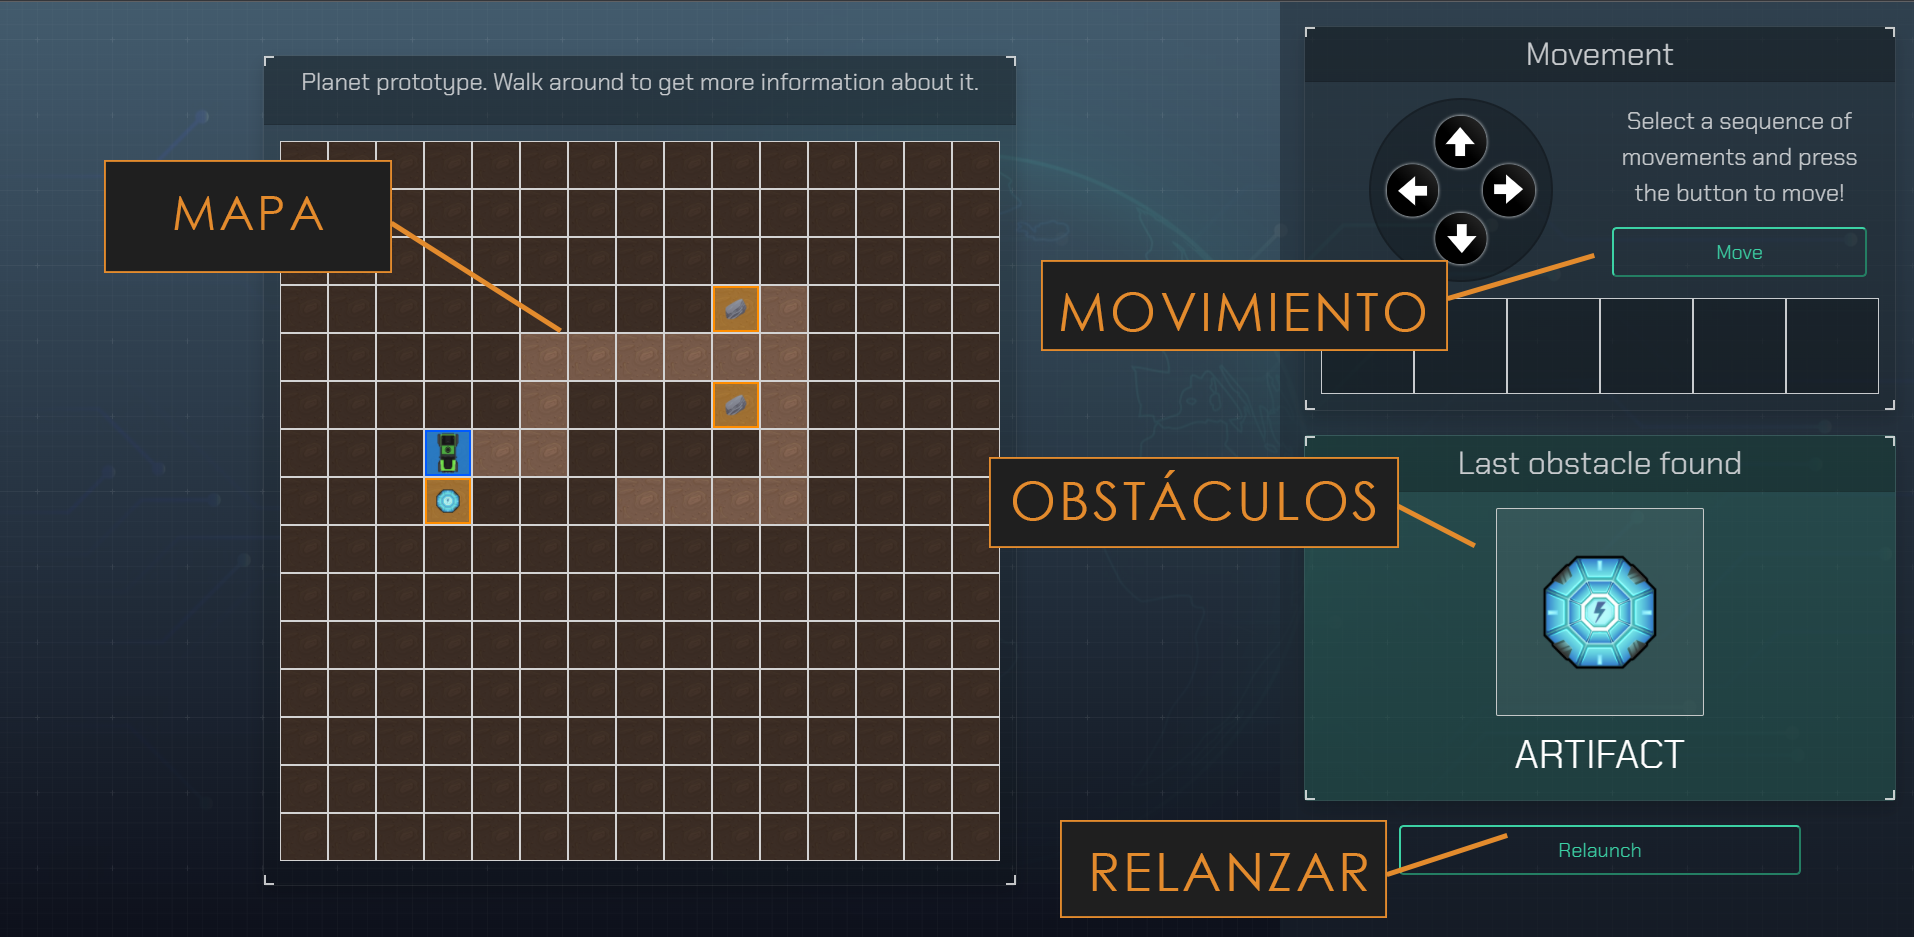 Planet prototype. Walk around to get more information about it.
MAPA
Movement
Select a sequence of
movements and press
the button to move!
Move
MOVIMIENTO
Last obstacle found
OBSTÁCULOS
ARTIFACT
RELANZAR
Relaunch